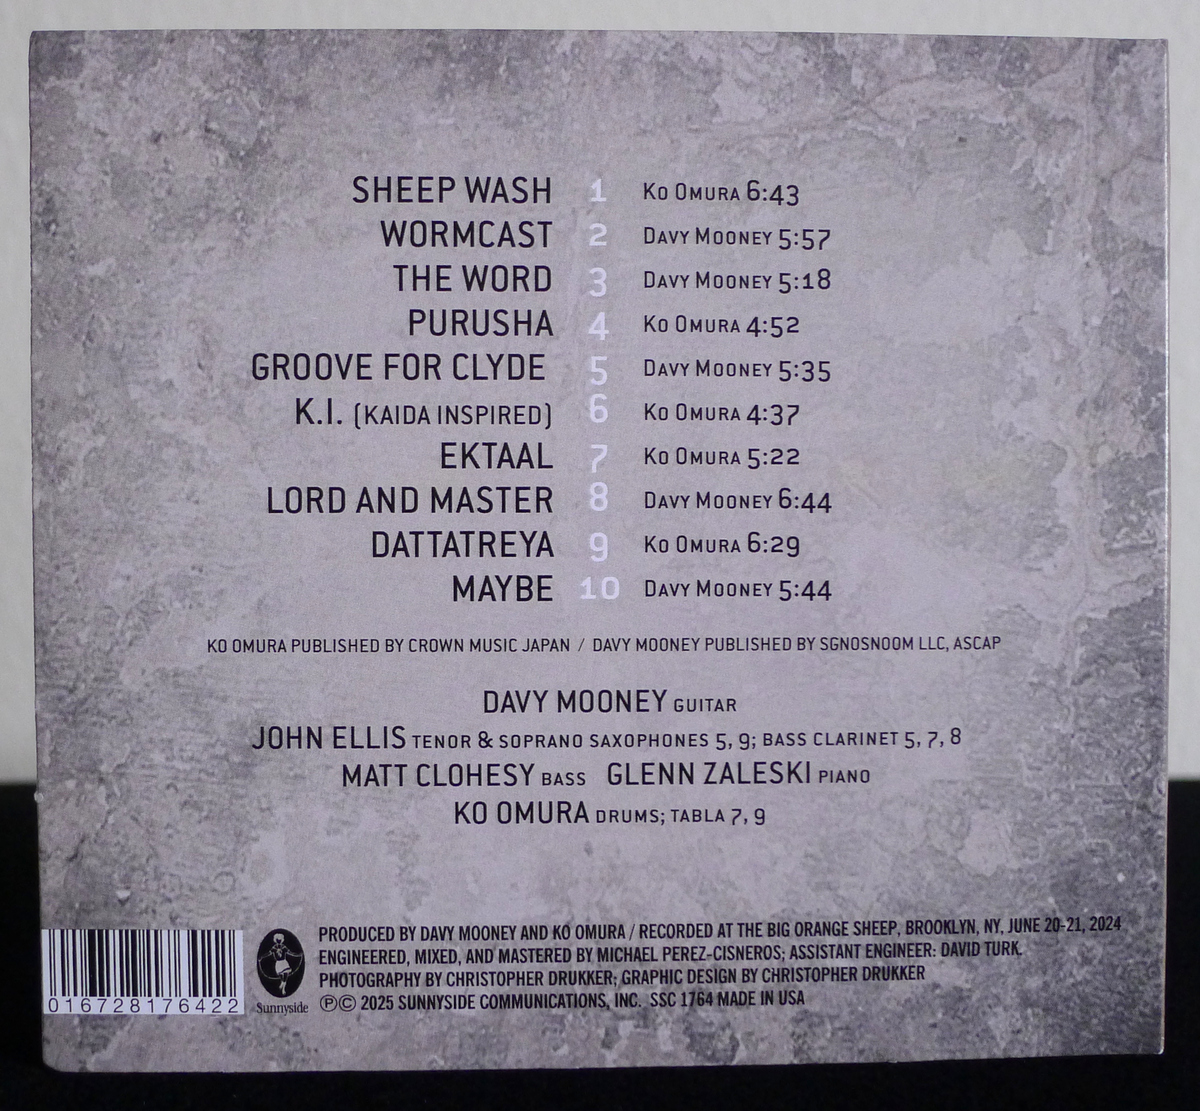 SHEEP WASH 1 Ko Omura 6:43
WORMCAST 2 Davy Mooney 5:57
THE WORD 3 Davy Mooney 5:18
PURUSHA 4 Ko Omura 4:52
GROOVE FOR CLYDE 5 Davy Mooney 5:35
K.I. (KAIDA INSPIRED) 6 Ko Omura 4:37
EKTAAL 7 Ko Omura 5:22
LORD AND MASTER 8 Davy Mooney 6:44
DATTATREYA 9 Ko Omura 6:29
MAYBE 10 Davy Mooney 5:44
KO OMURA PUBLISHED BY CROWN MUSIC JAPAN / DAVY MOONEY PUBLISHED BY SGNOSNOOM LLC, ASCAP
DAVY MOONEY GUITAR
JOHN ELLIS TENOR & SOPRANO SAXOPHONES 5, 9; BASS CLARINET 5, 7, 8
MATT CLOHESY BASS GLENN ZALESKI PIANO
KO OMURA DRUMS; TABLA 7, 9
PRODUCED BY DAVY MOONEY AND KO OMURA / RECORDED AT THE BIG ORANGE SHEEP, BROOKLYN, NY, JUNE 20-21, 2024
ENGINEERED, MIXED, AND MASTERED BY MICHAEL PEREZ-CISNEROS; ASSISTANT ENGINEER: DAVID TURK.
PHOTOGRAPHY BY CHRISTOPHER DRUKKER; GRAPHIC DESIGN BY CHRISTOPHER DRUKKER
℗© 2025 SUNNYSIDE COMMUNICATIONS, INC. SSC 1764 MADE IN USA
016728176422
Sunnyside